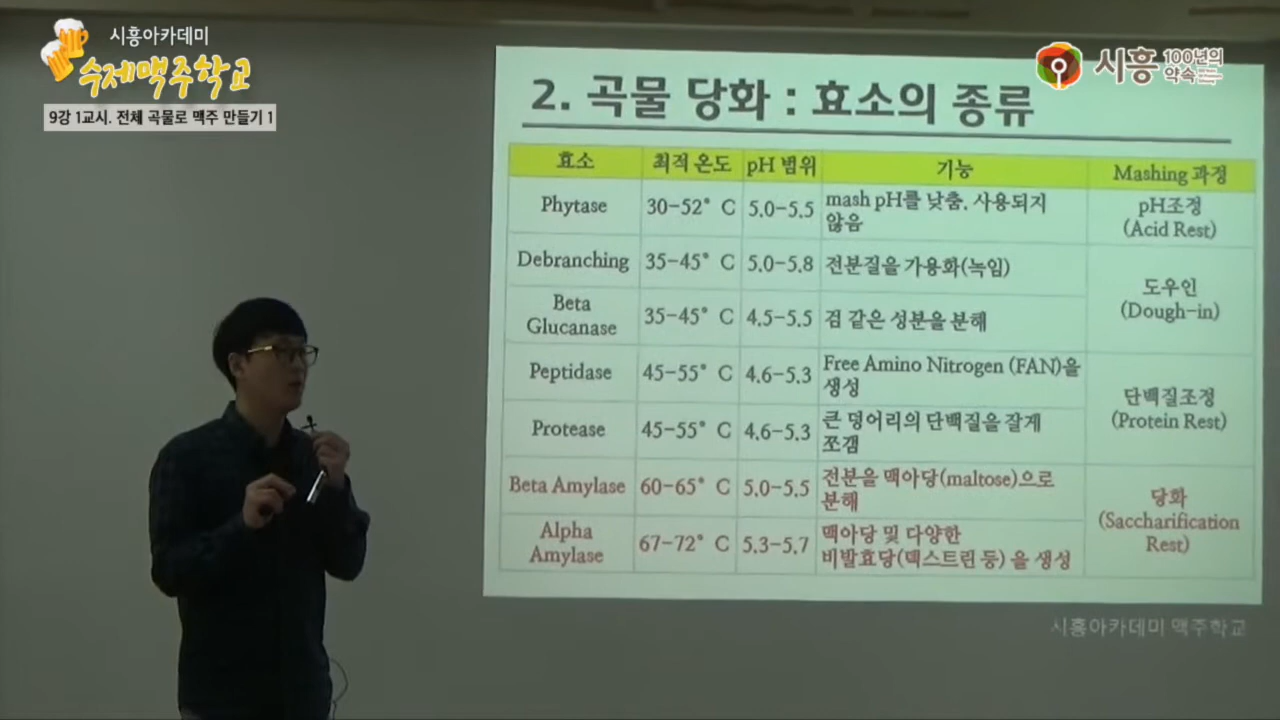 시흥아카데미
수제맥주학교
9강 1교시. 전체 곡물로 맥주 만들기 1
시흥 100년의
약속
2. 곡물 당화 : 효소의 종류
효소 최적 온도 pH 범위 기능 Mashing 과정
Phytase 30-52° C 5.0-5.5 mash pH를 낮춤. 사용되지
않음
pH조정
(Acid Rest)
Debranching 35-45° C 5.0-5.8 전분질을 가용화(녹임)
도우인
(Dough-in)
Beta
Glucanase 35-45° C 4.5-5.5 검 같은 성분을 분해
Peptidase 45-55° C 4.6-5.3 Free Amino Nitrogen (FAN)을
생성
단백질조정
(Protein Rest)
Protease 45-55° C 4.6-5.3 큰 덩어리의 단백질을 잘게
쪼갬
Beta Amylase 60-65° C 5.0-5.5 전분을 맥아당(maltose)으로
분해
당화
(Saccharification
Rest)
Alpha
Amylase 67-72° C 5.3-5.7 맥아당 및 다양한
비발효당(덱스트린 등) 을 생성
시흥아카데미 맥주학교